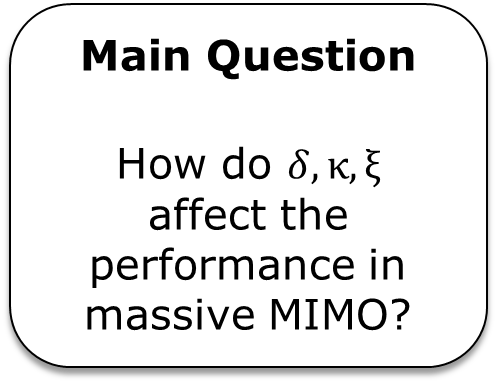 Main Question
How do δ, κ, ξ
affect the
performance in
massive MIMO?